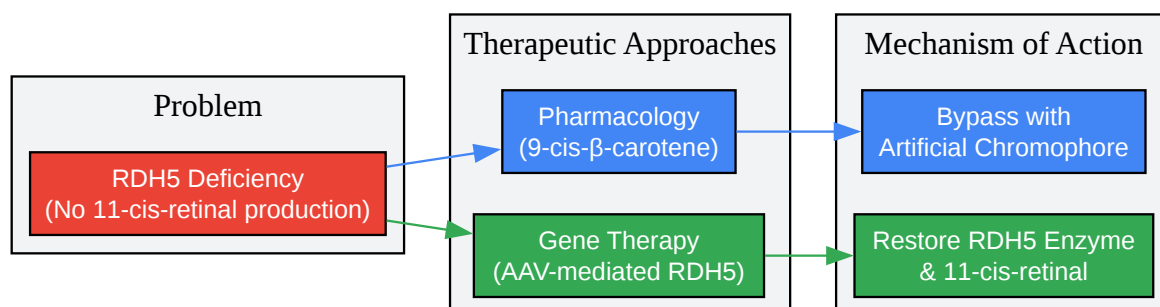 Problem
RDH5 Deficiency
(No 11-cis-retinal production)
Therapeutic Approaches
Pharmacology
(9-cis-β-carotene)
Gene Therapy
(AAV-mediated RDH5)
Mechanism of Action
Bypass with
Artificial Chromophore
Restore RDH5 Enzyme
& 11-cis-retinal